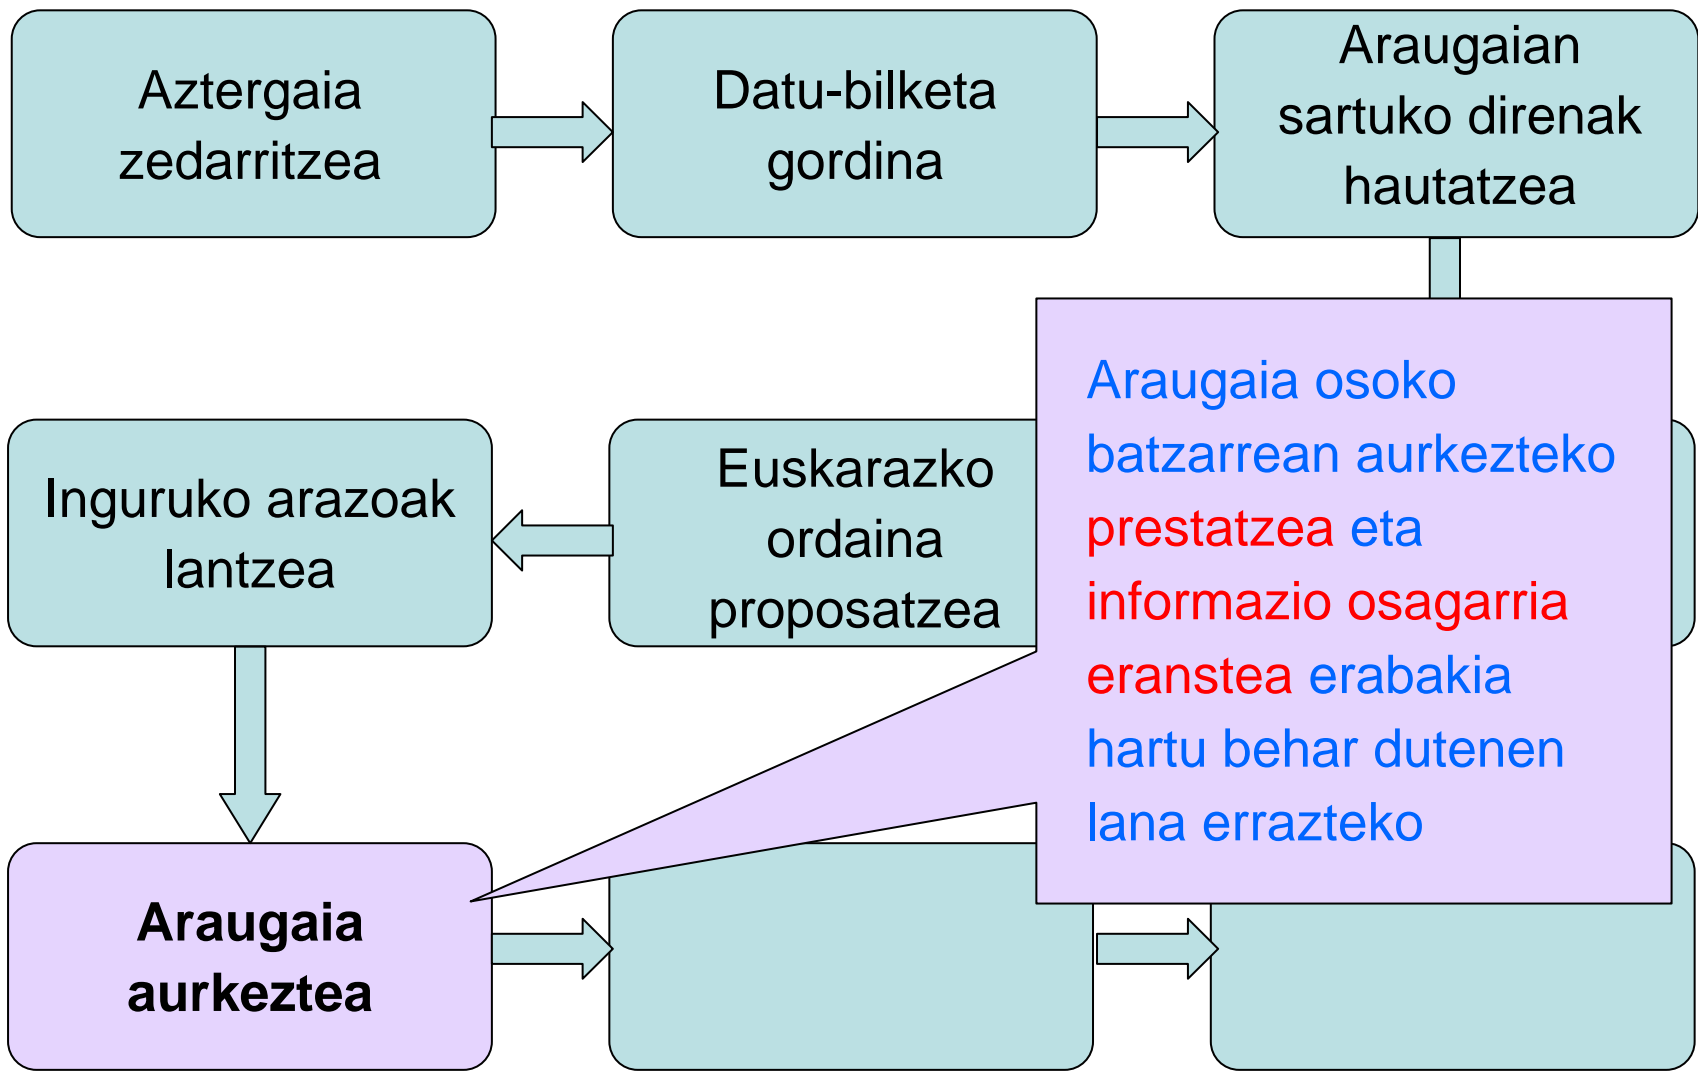 Aztergaia
zedarritzea
Datu-bilketa
gordina
Araugaian
sartuko direnak
hautatzea
Inguruko arazoak
lantzea
Euskarazko
ordaina
proposatzea
Araugaia osoko
batzarrean aurkezteko
prestatzea eta
informazio osagarria
eranstea erabakia
hartu behar dutenen
lana errazteko
Araugaia
aurkeztea